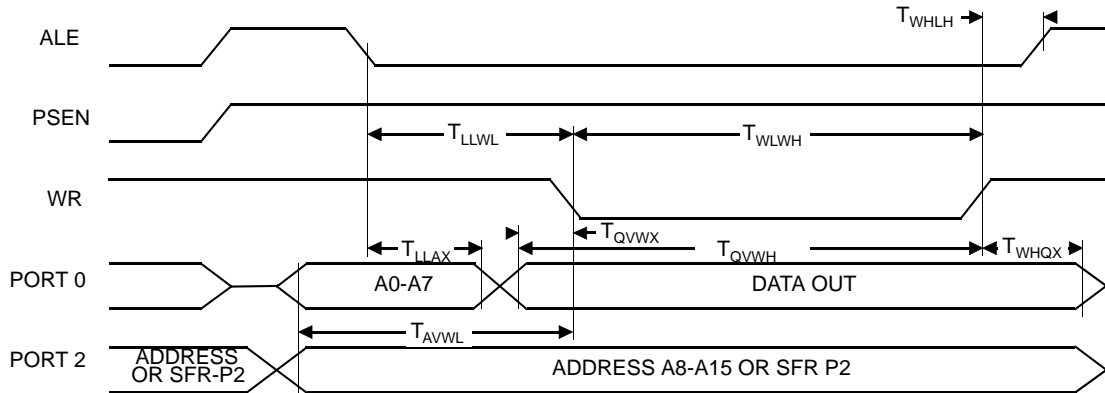 ALE
T_WHLH
PSEN
T_LLWL
T_WLWH
WR
T_QVWX
T_LLAX
T_QVWH
T_WHQX
PORT 0
A0-A7
DATA OUT
T_AVWL
PORT 2
ADDRESS
OR SFR-P2
ADDRESS A8-A15 OR SFR P2